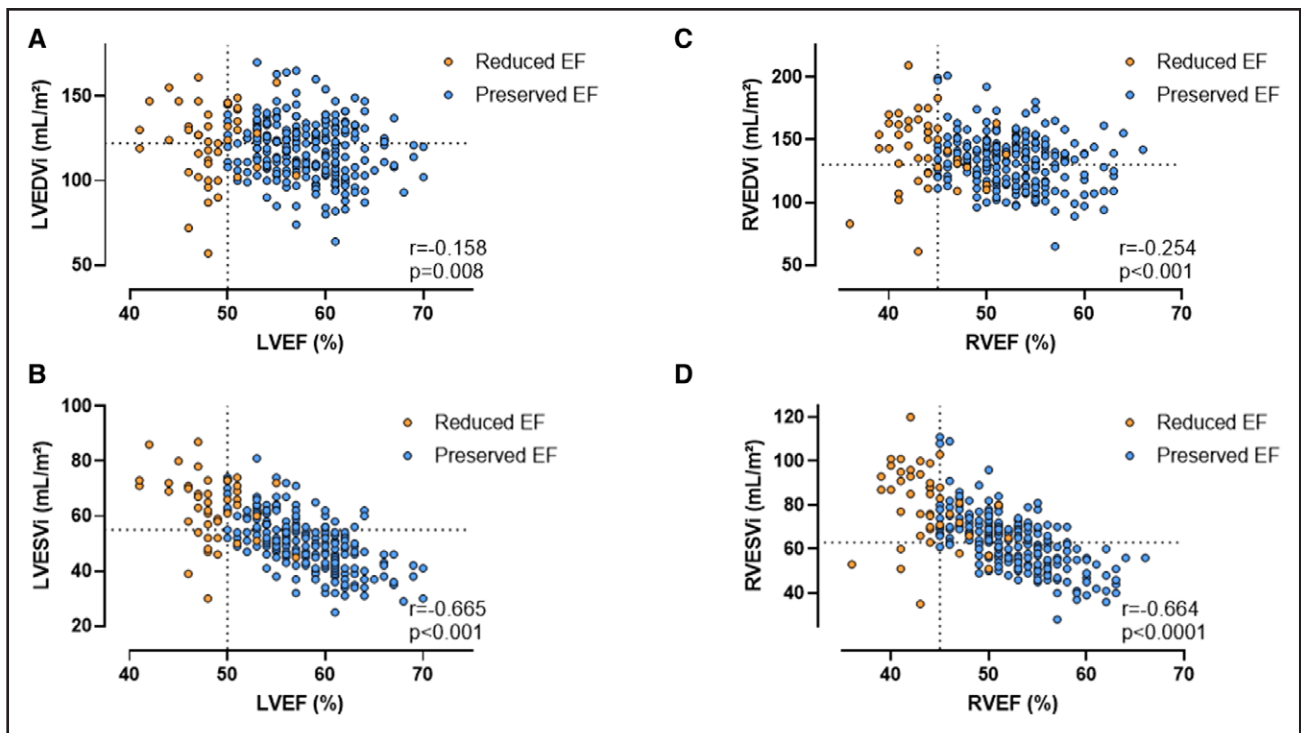 A
Reduced EF
Preserved EF
LVEDVi (mL/m²)
150
100
50
r=-0.158
p=0.008
40 50 60 70
LVEF (%)
C
Reduced EF
Preserved EF
RVEDVi (mL/m²)
200
150
100
50
r=-0.254
p<0.001
40 50 60 70
RVEF (%)
B
Reduced EF
Preserved EF
LVESVi (mL/m²)
100
80
60
40
20
r=-0.665
p<0.001
40 50 60 70
LVEF (%)
D
Reduced EF
Preserved EF
RVESVi (mL/m²)
120
100
80
60
40
r=-0.664
p<0.0001
40 50 60 70
RVEF (%)